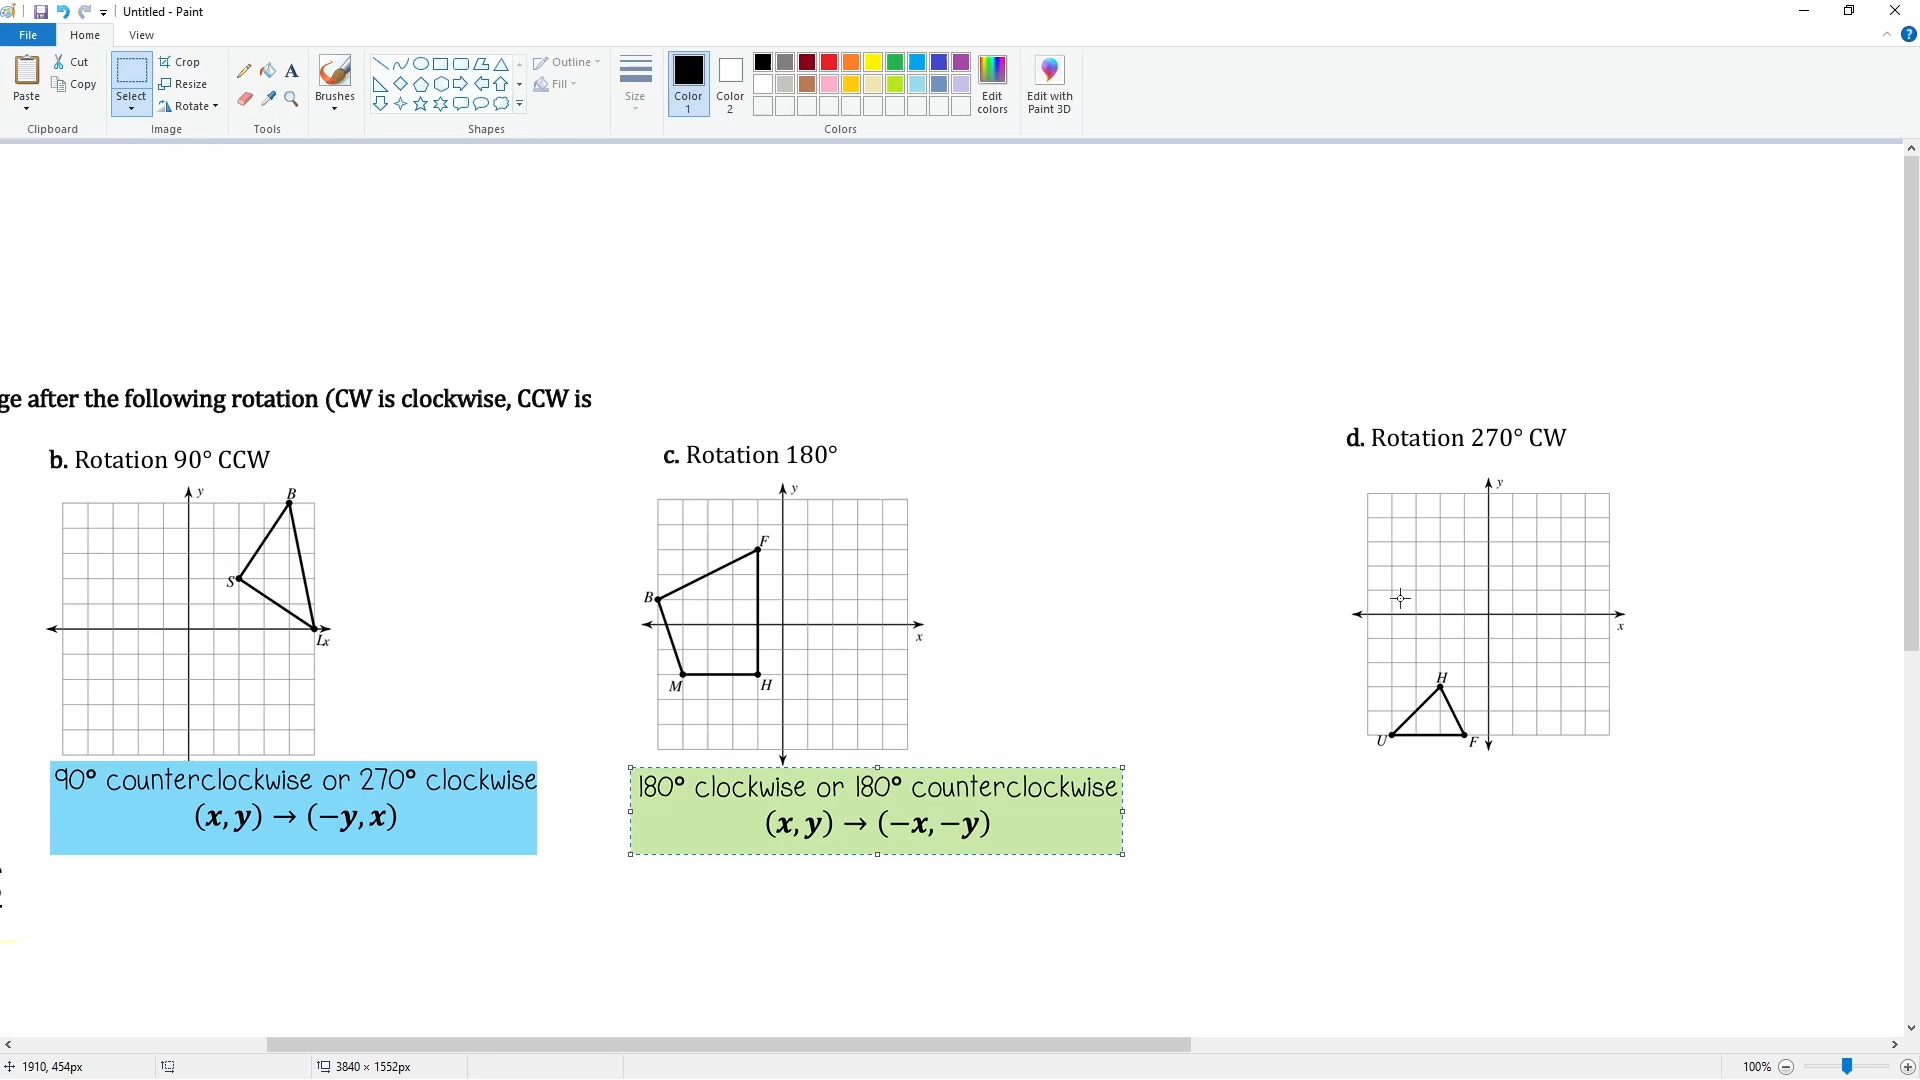 Untitled - Paint
File Home View
Paste
Cut
Copy
Clipboard
Select
Crop
Resize
Rotate
Image
A
Tools
Brushes
Shapes
Outline
Fill
Size
Color 1
Color 2
Edit colors
Colors
Edit with Paint 3D
ge after the following rotation (CW is clockwise, CCW is
b. Rotation 90° CCW
y
B
S
Lx
90° counterclockwise or 270° clockwise
(x, y) → (−y, x)
c. Rotation 180°
y
F
B
x
M
H
180° clockwise or 180° counterclockwise
(x, y) → (−x, −y)
d. Rotation 270° CW
y
x
H
U
F
1910, 454px
3840 × 1552px
100%